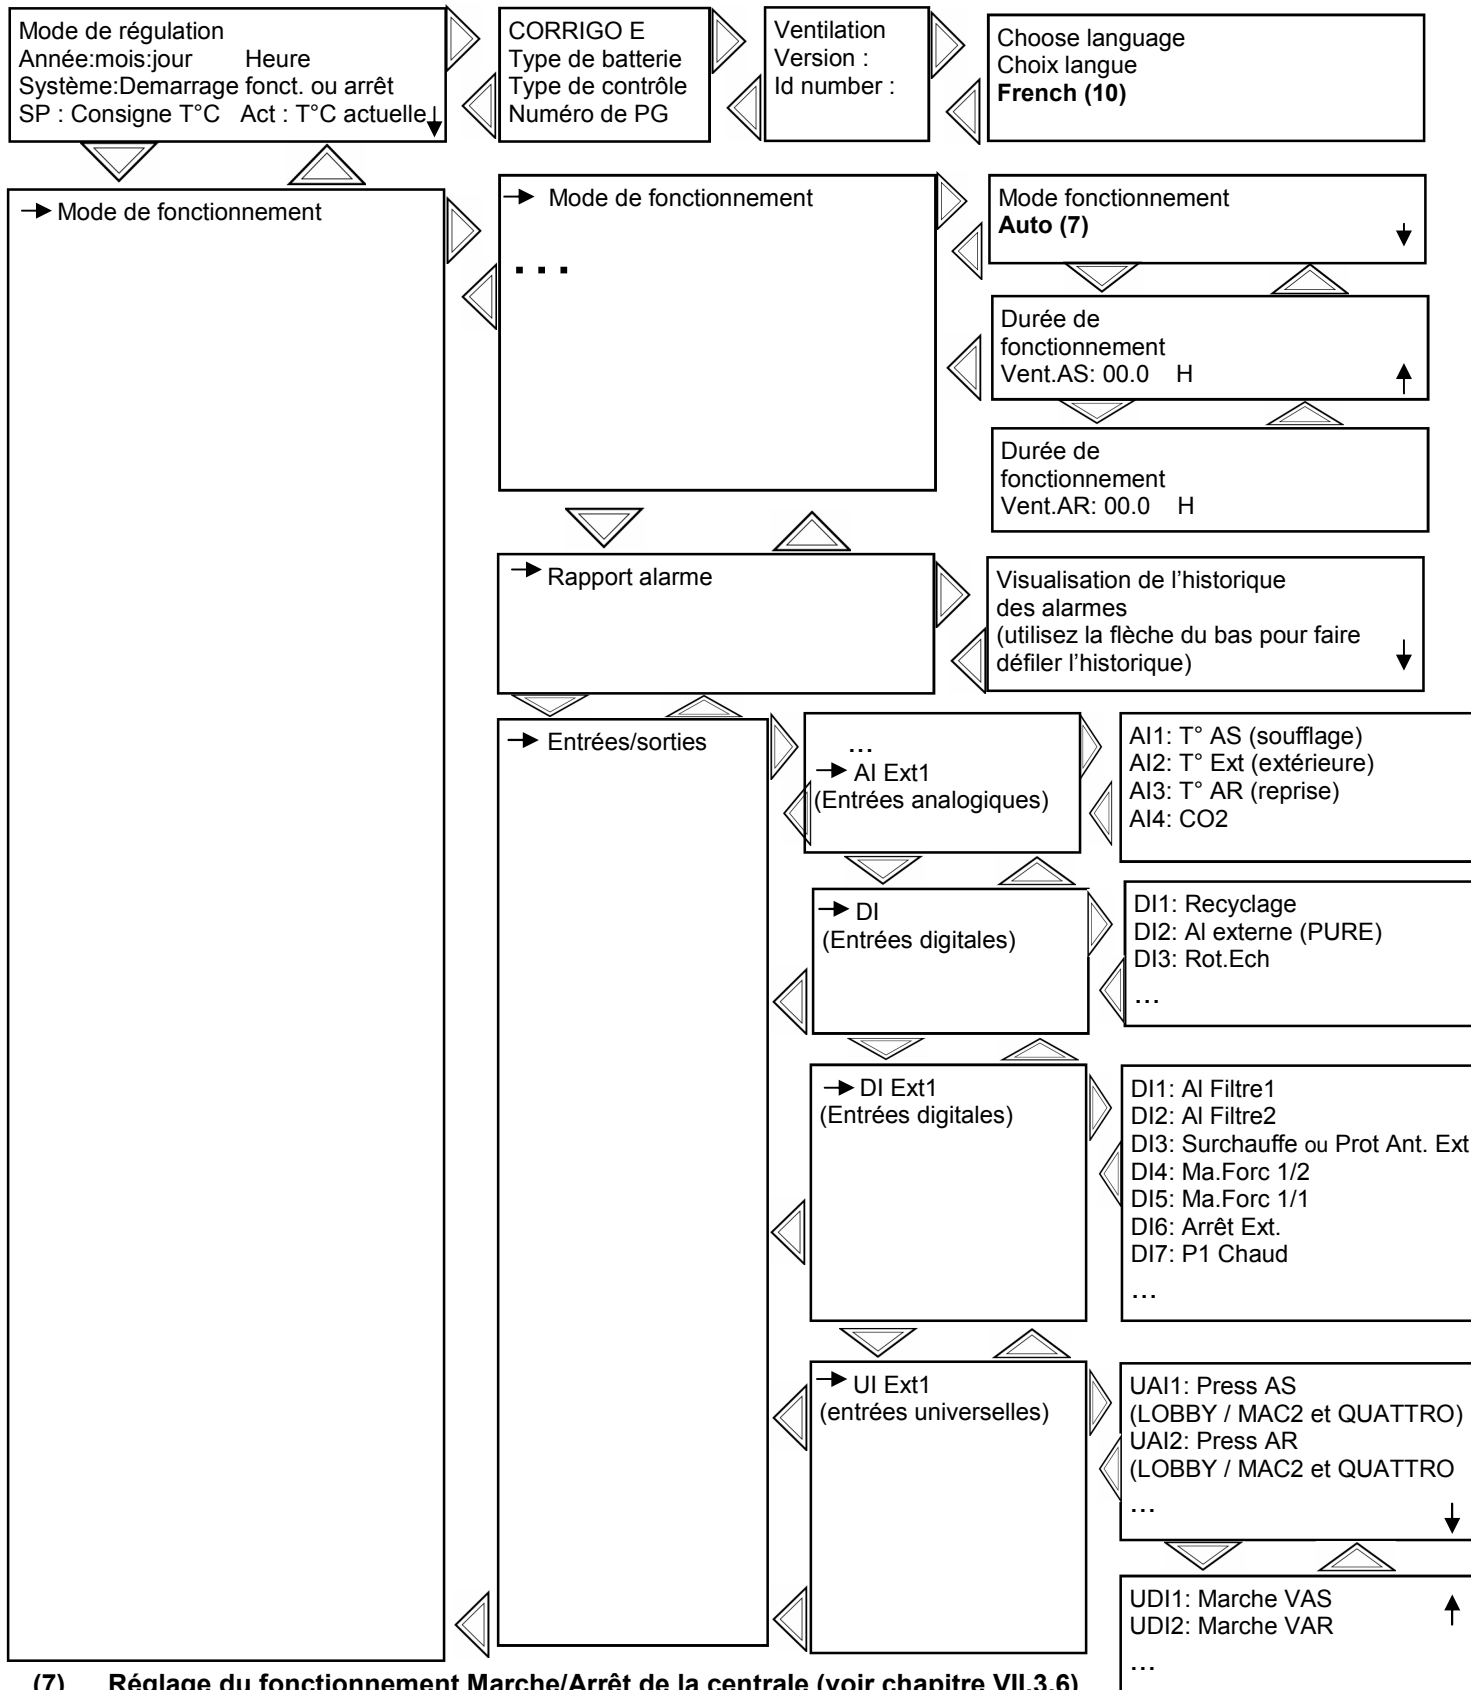 Mode de régulation
Année:mois:jour Heure
Système:Demarrage fonct. ou arrêt
SP : Consigne T°C Act : T°C actuelle
CORRIGO E
Type de batterie
Type de contrôle
Numéro de PG
Ventilation
Version :
Id number :
Choose language
Choix langue
French (10)
Mode de fonctionnement
Mode de fonctionnement
...
Mode fonctionnement
Auto (7)
Durée de
fonctionnement
Vent.AS: 00.0 H
Durée de
fonctionnement
Vent.AR: 00.0 H
Rapport alarme
Visualisation de l'historique
des alarmes
(utilisez la flèche du bas pour faire
défiler l'historique)
Entrées/sorties
...
AI Ext1
(Entrées analogiques)
AI1: T° AS (soufflage)
AI2: T° Ext (extérieure)
AI3: T° AR (reprise)
AI4: CO2
DI
(Entrées digitales)
DI1: Recyclage
DI2: Al externe (PURE)
DI3: Rot.Ech
...
DI Ext1
(Entrées digitales)
DI1: Al Filtre1
DI2: Al Filtre2
DI3: Surchauffe ou Prot Ant. Ext
DI4: Ma.Forc 1/2
DI5: Ma.Forc 1/1
DI6: Arrêt Ext.
DI7: P1 Chaud
...
UI Ext1
(entrées universelles)
UAI1: Press AS
(LOBBY / MAC2 et QUATTRO)
UAI2: Press AR
(LOBBY / MAC2 et QUATTRO
...
UDI1: Marche VAS
UDI2: Marche VAR
...
(7) Réglage du fonctionnement Marche/Arrêt de la centrale (voir chapitre VII.3.6)